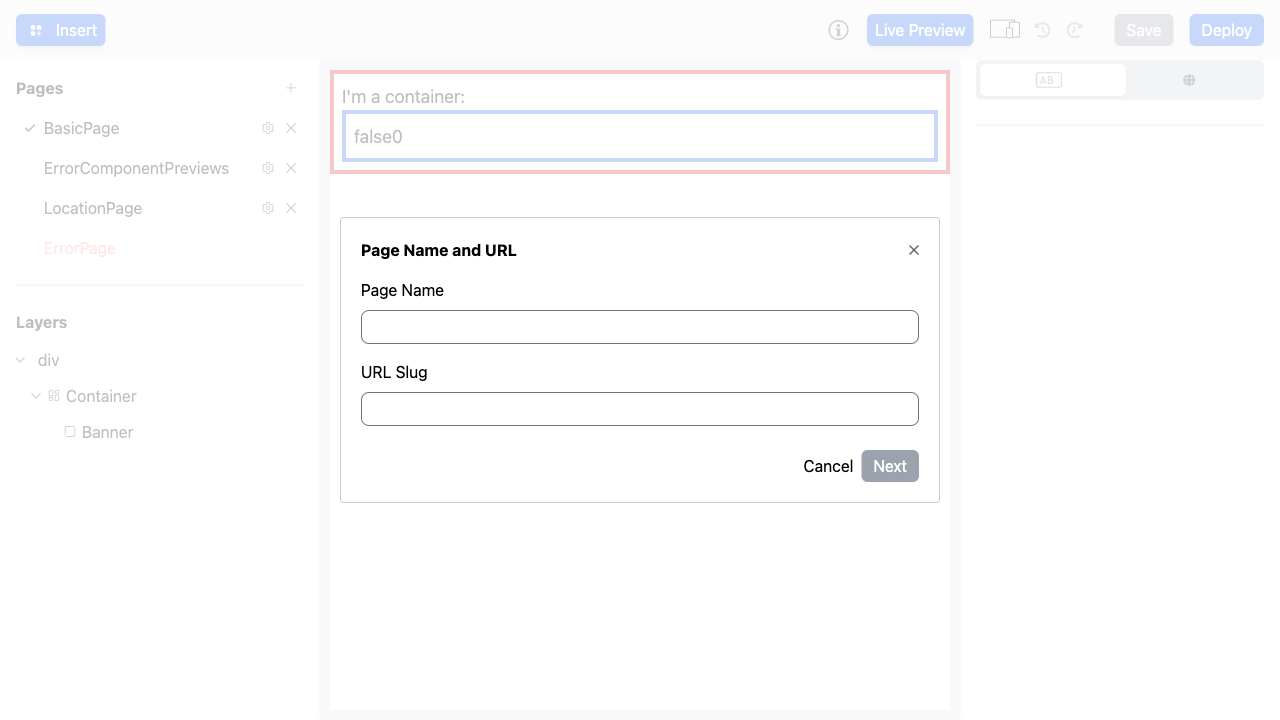 Insert
Live Preview
Save
Deploy
Pages
BasicPage
ErrorComponentPreviews
LocationPage
ErrorPage
Layers
div
Container
Banner
I'm a container:
false0
Page Name and URL
Page Name
URL Slug
Cancel
Next
AB